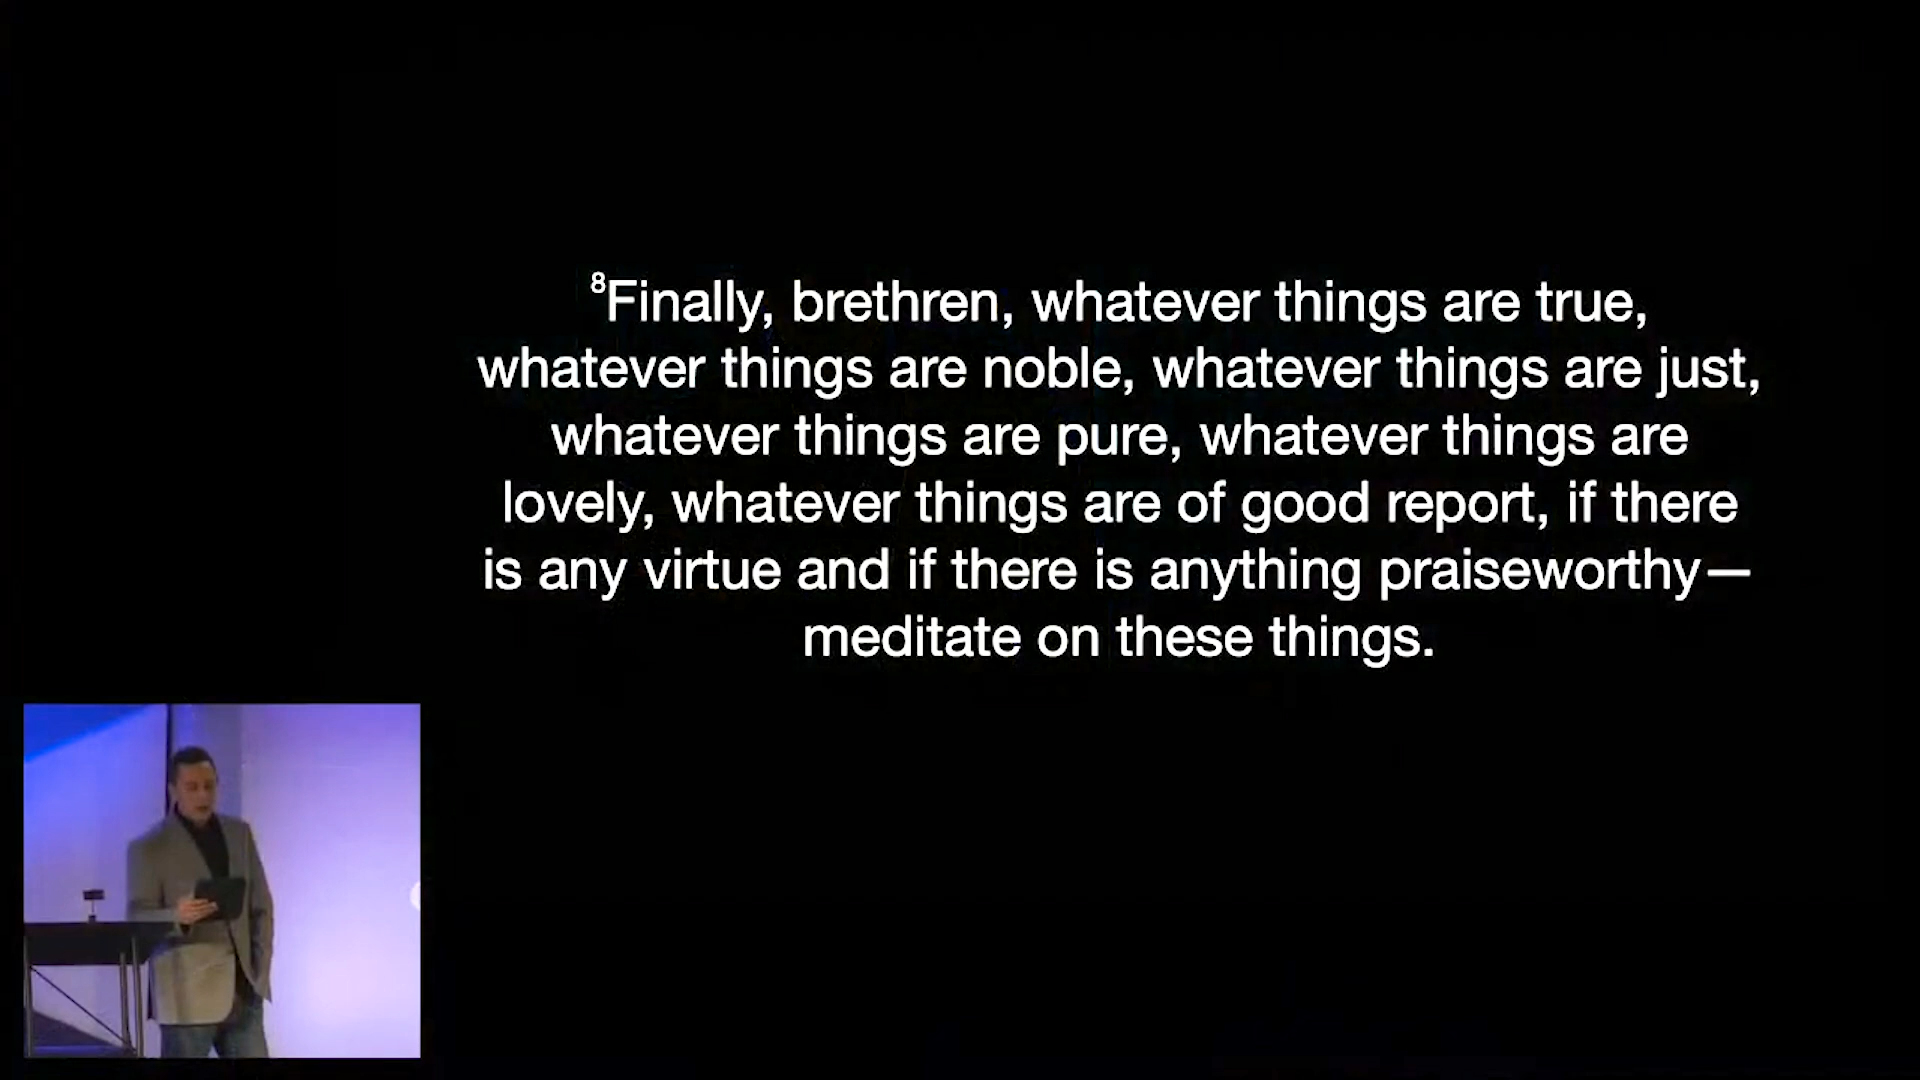 ⁸Finally, brethren, whatever things are true,
whatever things are noble, whatever things are just,
whatever things are pure, whatever things are
lovely, whatever things are of good report, if there
is any virtue and if there is anything praiseworthy—
meditate on these things.